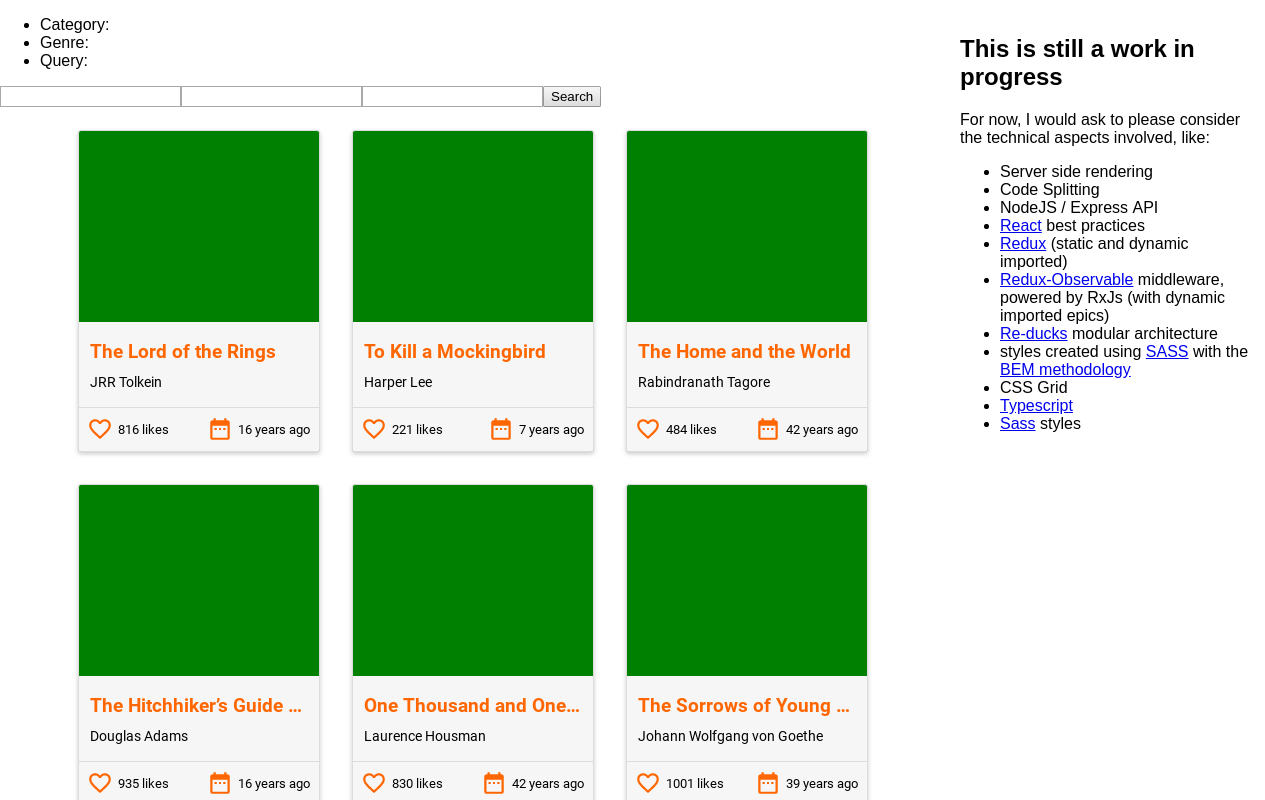 Category:
Genre:
Query:
Search
The Lord of the Rings
JRR Tolkein
816 likes
16 years ago
To Kill a Mockingbird
Harper Lee
221 likes
7 years ago
The Home and the World
Rabindranath Tagore
484 likes
42 years ago
The Hitchhiker’s Guide ...
Douglas Adams
935 likes
16 years ago
One Thousand and One...
Laurence Housman
830 likes
42 years ago
The Sorrows of Young ...
Johann Wolfgang von Goethe
1001 likes
39 years ago
This is still a work in
progress
For now, I would ask to please consider
the technical aspects involved, like:
Server side rendering
Code Splitting
NodeJS / Express API
React best practices
Redux (static and dynamic
imported)
Redux-Observable middleware,
powered by RxJs (with dynamic
imported epics)
Re-ducks modular architecture
styles created using SASS with the
BEM methodology
CSS Grid
Typescript
Sass styles